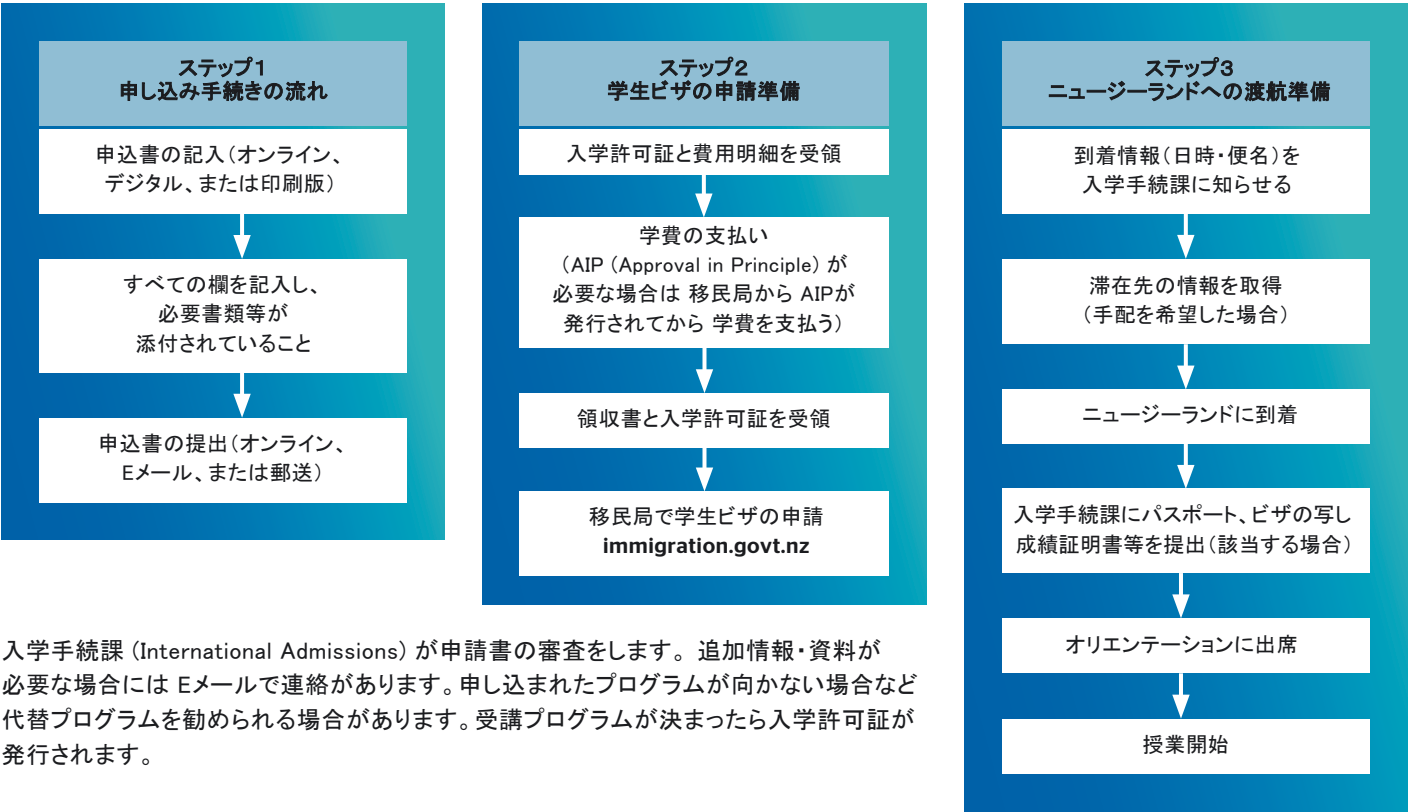 ステップ1
申し込み手続きの流れ
申込書の記入（オンライン、
デジタル、または印刷版）
すべての欄を記入し、
必要書類等が
添付されていること
申込書の提出（オンライン、
Eメール、または郵送）
ステップ2
学生ビザの申請準備
入学許可証と費用明細を受領
学費の支払い
（AIP (Approval in Principle) が
必要な場合は 移民局から AIPが
発行されてから 学費を支払う）
領収書と入学許可証を受領
移民局で学生ビザの申請
immigration.govt.nz
ステップ3
ニュージーランドへの渡航準備
到着情報（日時・便名）を
入学手続課に知らせる
滞在先の情報を取得
（手配を希望した場合）
ニュージーランドに到着
入学手続課にパスポート、ビザの写し
成績証明書等を提出（該当する場合）
オリエンテーションに出席
授業開始
入学手続課 (International Admissions) が申請書の審査をします。 追加情報・資料が
必要な場合には Eメールで連絡があります。申し込まれたプログラムが向かない場合など
代替プログラムを勧められる場合があります。受講プログラムが決まったら入学許可証が
発行されます。